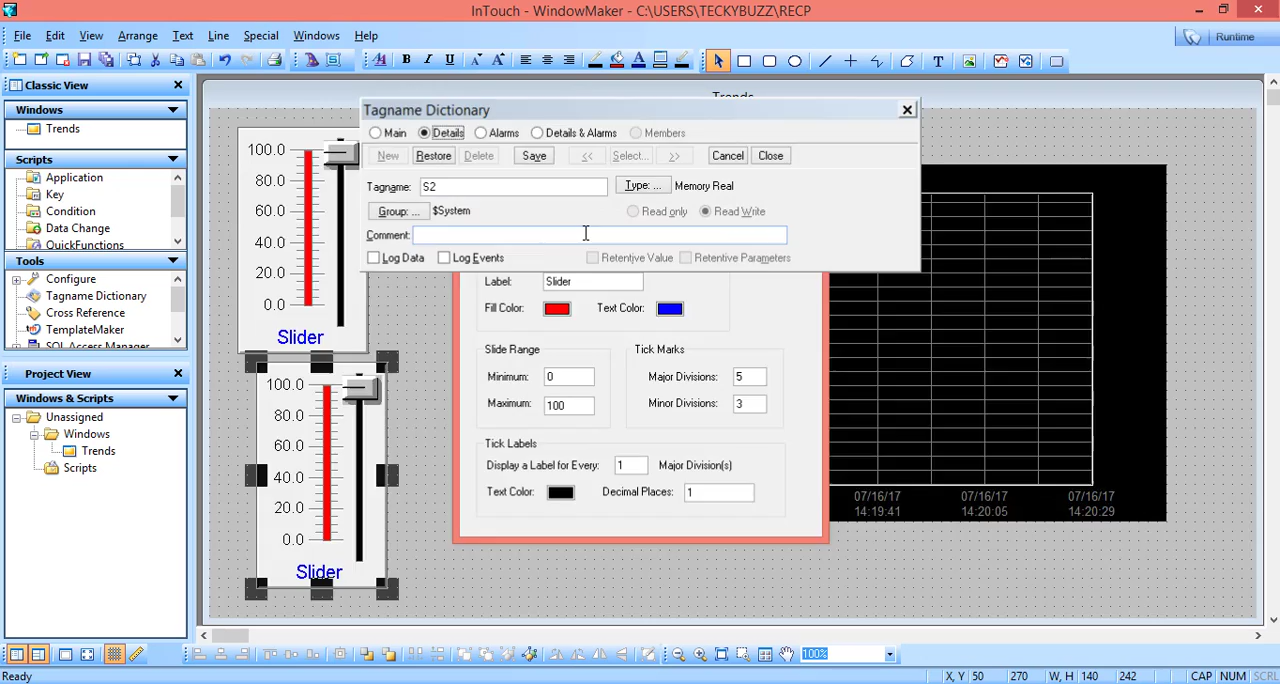 InTouch - WindowMaker - C:\USERS\TECKYBUZZ\RECP
File Edit View Arrange Text Line Special Windows Help
Runtime
Classic View
Windows
Trends
Scripts
Application
Key
Condition
Data Change
QuickFunctions
Tools
Configure
Tagname Dictionary
Cross Reference
TemplateMaker
SQL Access Manager
Project View
Windows & Scripts
Unassigned
Windows
Trends
Scripts
Trends
100.0
80.0
60.0
40.0
20.0
0.0
Slider
100.0
80.0
60.0
40.0
20.0
0.0
Slider
Tagname Dictionary
Main Details Alarms Details & Alarms Members
New Restore Delete Save << Select... >> Cancel Close
Tagname: S2 Type: ... Memory Real
Group: ... $System Read only Read Write
Comment:
Log Data Log Events Retentive Value Retentive Parameters
Label: Slider
Fill Color: Text Color:
Slide Range
Minimum: 0
Maximum: 100
Tick Marks
Major Divisions: 5
Minor Divisions: 3
Tick Labels
Display a Label for Every: 1 Major Division(s)
Text Color: Decimal Places: 1
07/16/17 07/16/17 07/16/17
14:19:41 14:20:05 14:20:29
100%
Ready X, Y 50 270 W, H 140 242 CAP NUM SCRL